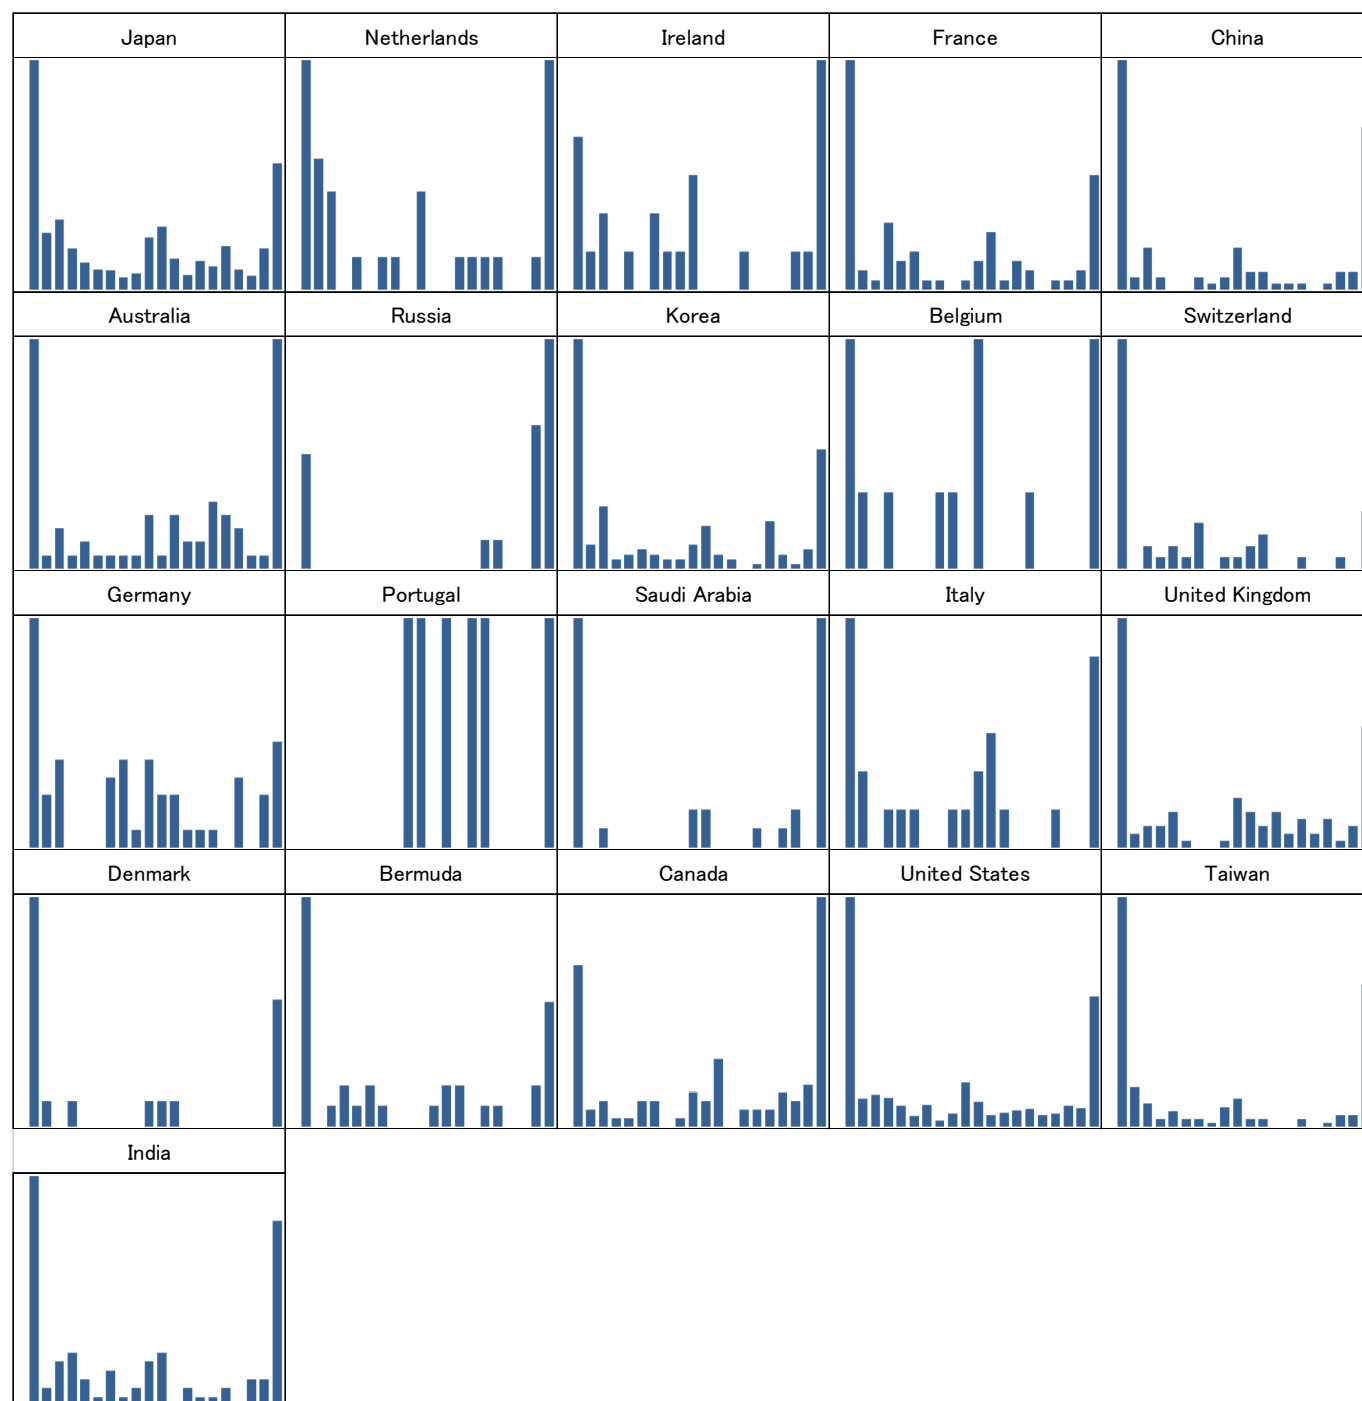 Japan
Netherlands
Ireland
France
China
Australia
Russia
Korea
Belgium
Switzerland
Germany
Portugal
Saudi Arabia
Italy
United Kingdom
Denmark
Bermuda
Canada
United States
Taiwan
India